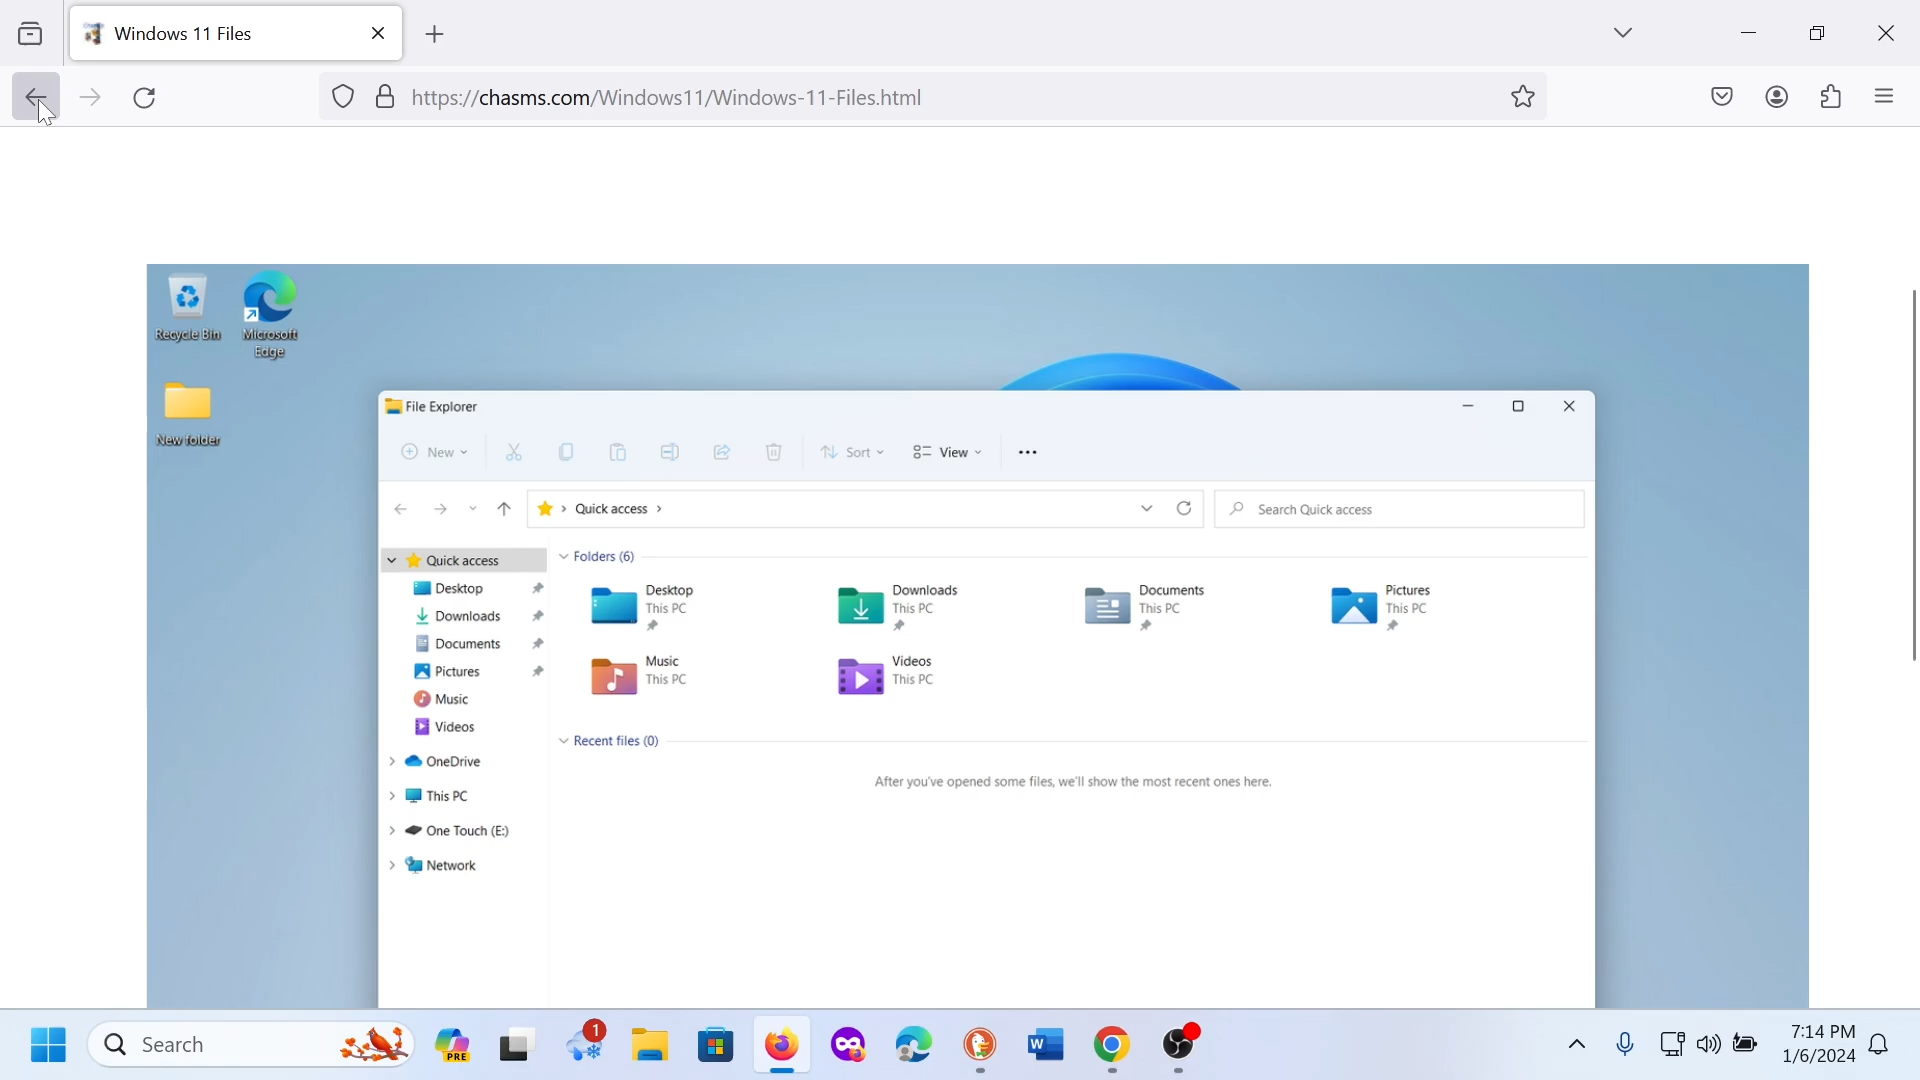 Windows 11 Files
https://chasms.com/Windows11/Windows-11-Files.html
Recycle Bin
Microsoft
Edge
New folder
File Explorer
New
Sort
View
Quick access
Search Quick access
Quick access
Desktop
Downloads
Documents
Pictures
Music
Videos
OneDrive
This PC
One Touch (E:)
Network
Folders (6)
Desktop
This PC
Downloads
This PC
Documents
This PC
Pictures
This PC
Music
This PC
Videos
This PC
Recent files (0)
After you've opened some files, we'll show the most recent ones here.
Search
PRE
1
7:14 PM
1/6/2024